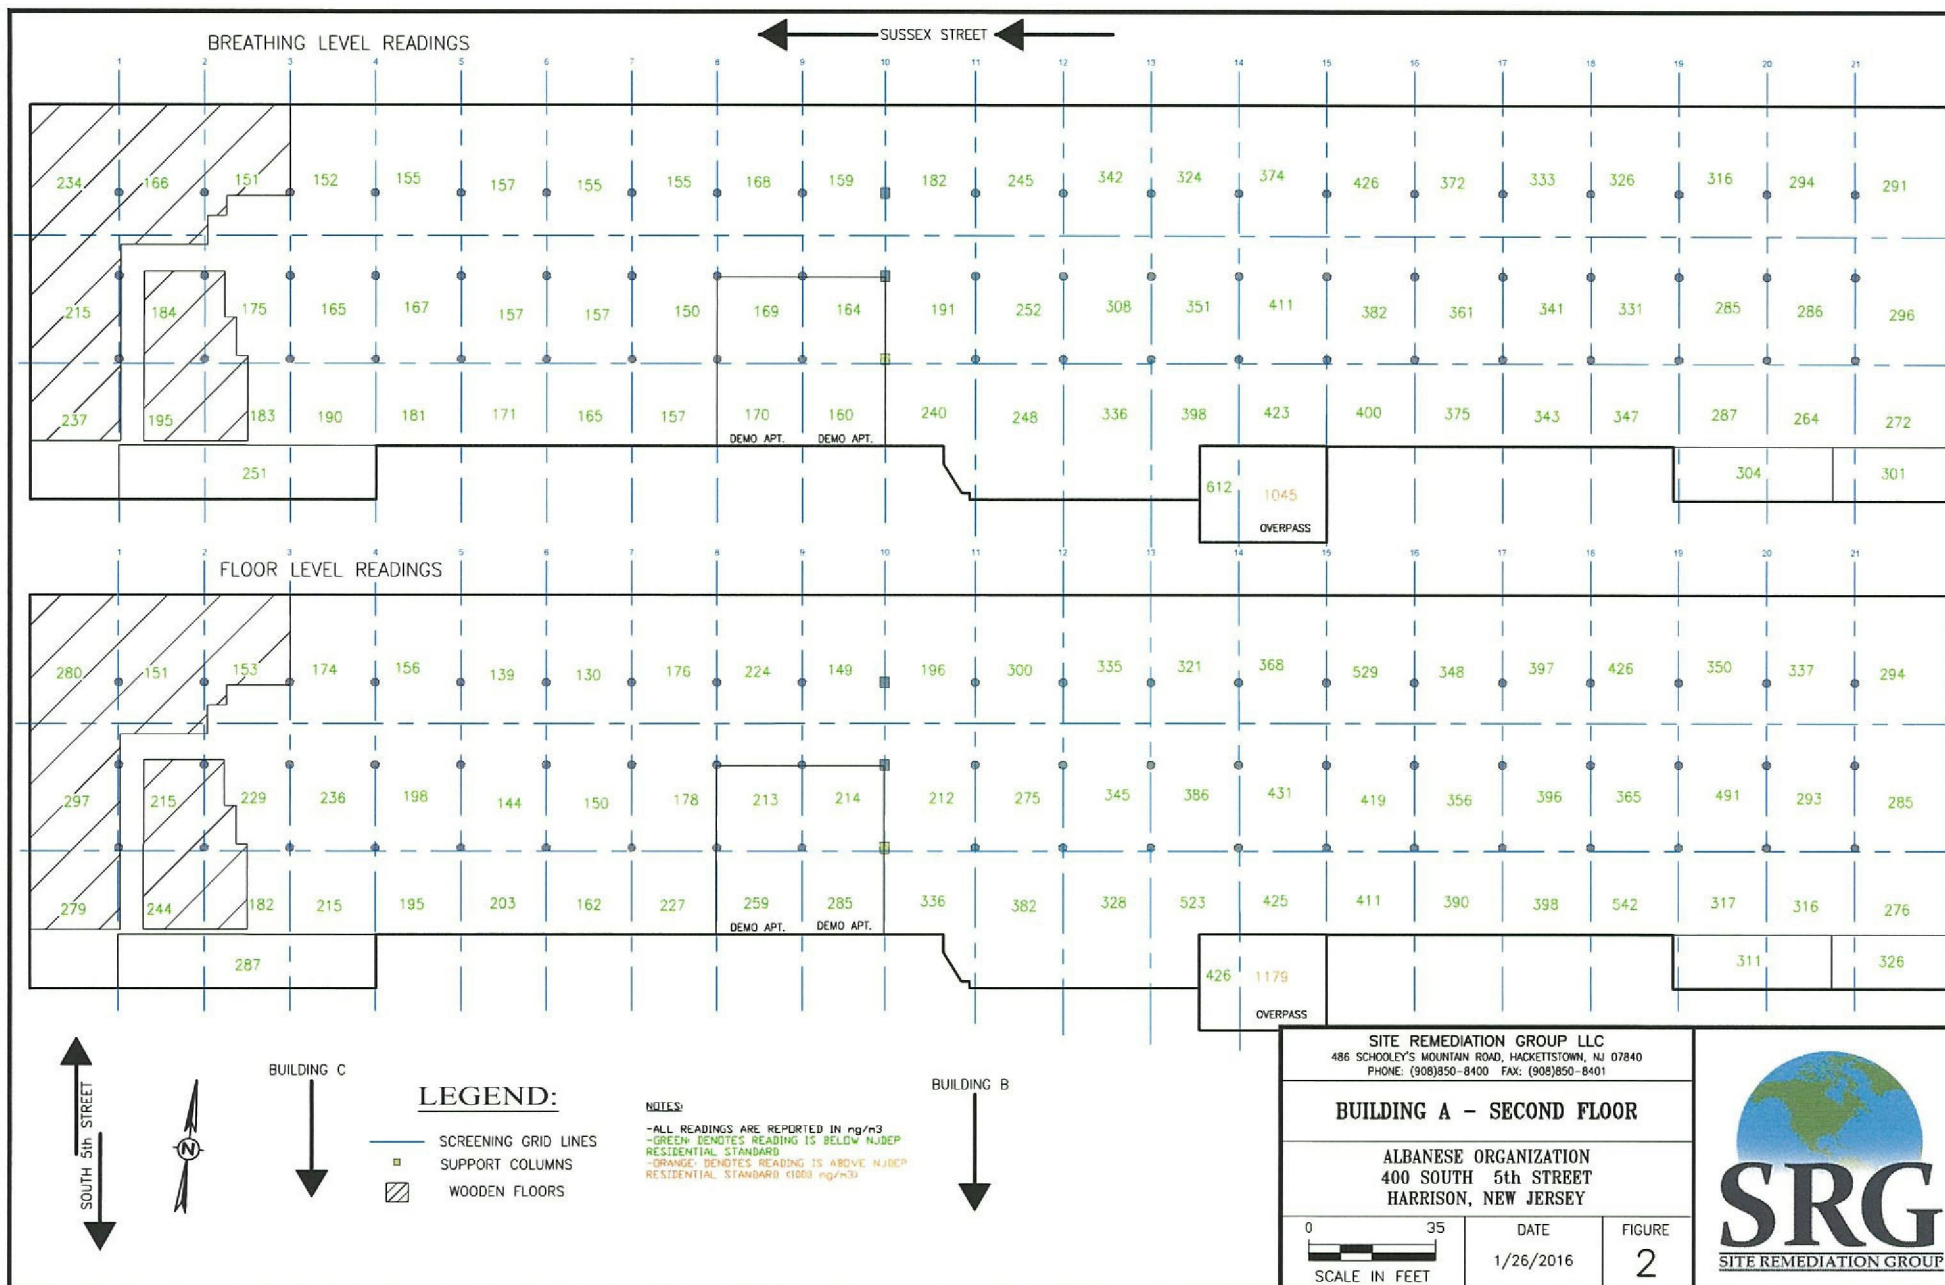 BREATHING LEVEL READINGS
SUSSEX STREET
1 2 3 4 5 6 7 8 9 10 11 12 13 14 15 16 17 18 19 20 21
234 166 151 152 155 157 155 155 168 159 182 245 342 324 374 426 372 333 326 316 294 291
215 184 175 165 167 157 157 150 169 164 191 252 308 351 411 382 361 341 331 285 286 296
237 195 183 190 181 171 165 157 170 160 240 248 336 398 423 400 375 343 347 287 264 272
DEMO APT. DEMO APT.
251 612 1045 304 301
OVERPASS
1 2 3 4 5 6 7 8 9 10 11 12 13 14 15 16 17 18 19 20 21
FLOOR LEVEL READINGS
280 151 153 174 156 139 130 176 224 149 196 300 335 321 368 529 348 397 426 350 337 294
297 215 229 236 198 144 150 178 213 214 212 275 345 386 431 419 356 396 365 491 293 285
279 244 182 215 195 203 162 227 259 285 336 382 328 523 425 411 390 398 542 317 316 276
DEMO APT. DEMO APT.
287 426 1179 311 326
OVERPASS
SOUTH 5th STREET
N
BUILDING C
LEGEND:
SCREENING GRID LINES
SUPPORT COLUMNS
WOODEN FLOORS
NOTES:
-ALL READINGS ARE REPORTED IN ng/m3
-GREEN: DENOTES READING IS BELOW NJDEP
RESIDENTIAL STANDARD
-ORANGE: DENOTES READING IS ABOVE NJDEP
RESIDENTIAL STANDARD (1000 ng/m3)
BUILDING B
SITE REMEDIATION GROUP LLC
486 SCHOOLEY'S MOUNTAIN ROAD, HACKETTSTOWN, NJ 07840
PHONE: (908)850-8400 FAX: (908)850-8401
BUILDING A - SECOND FLOOR
ALBANESE ORGANIZATION
400 SOUTH 5th STREET
HARRISON, NEW JERSEY
0 35
SCALE IN FEET
DATE
1/26/2016
FIGURE
2
SRG
SITE REMEDIATION GROUP